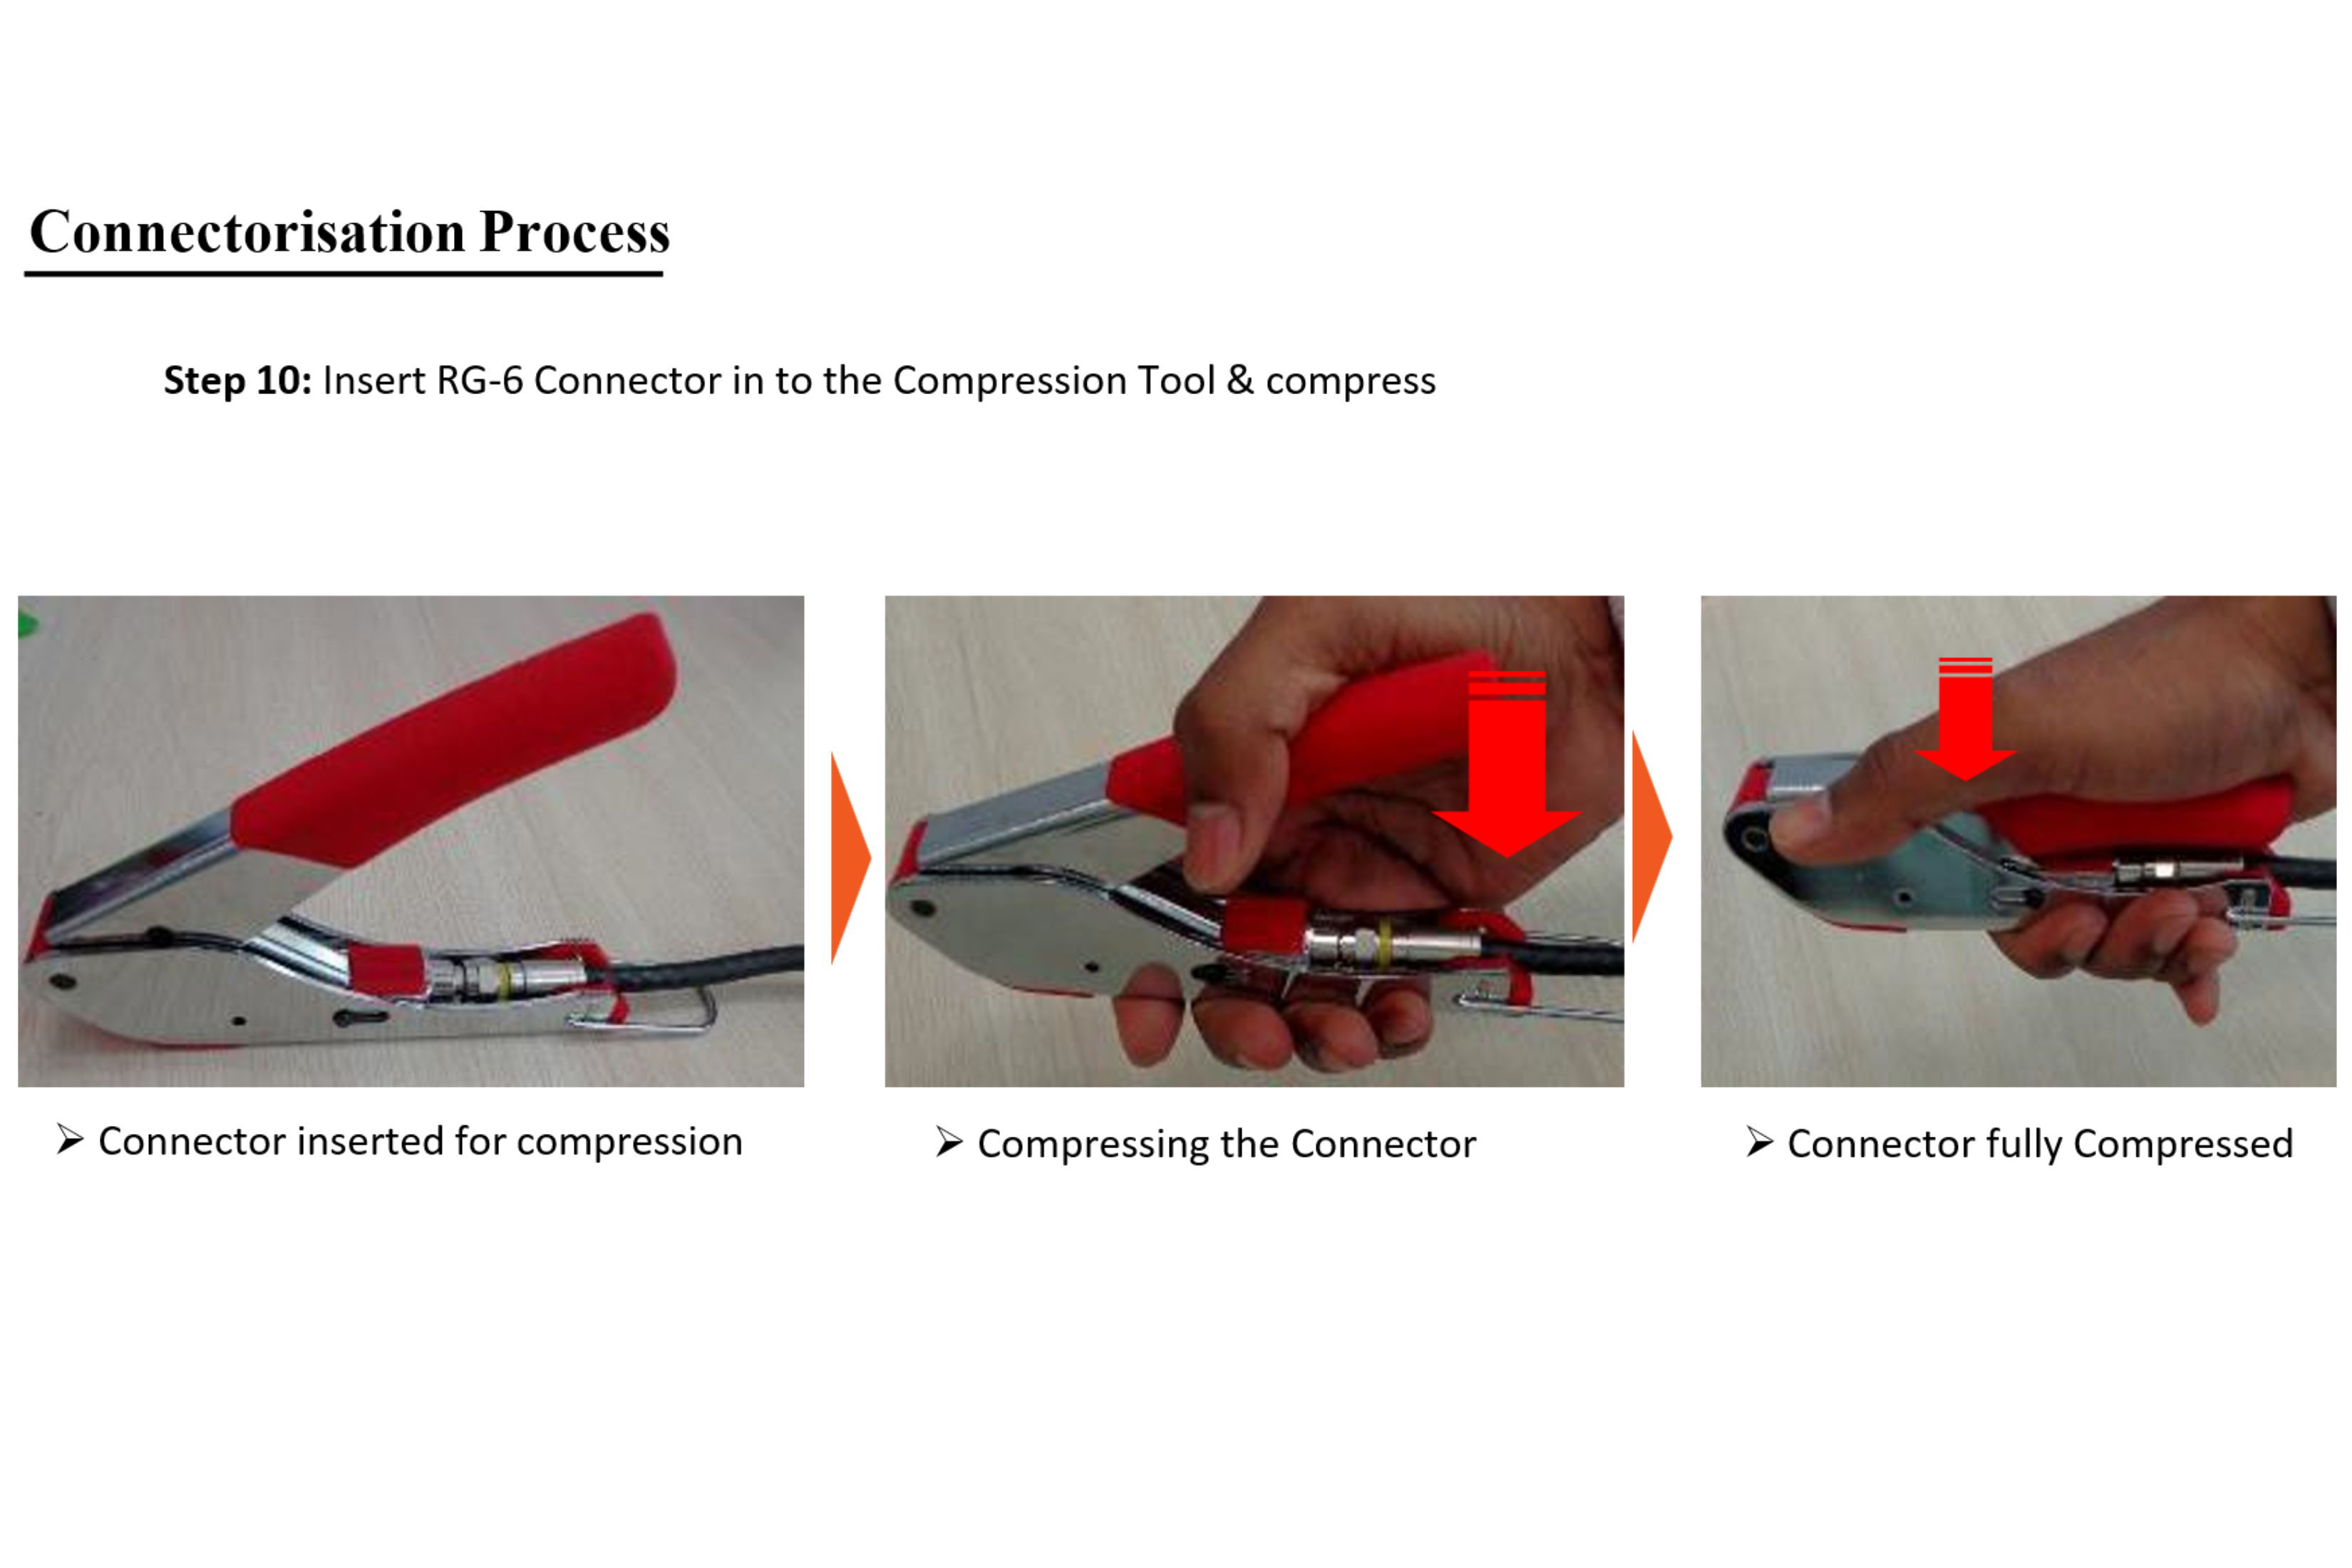 Connectorisation Process
Step 10: Insert RG-6 Connector in to the Compression Tool & compress
➢ Connector inserted for compression
➢ Compressing the Connector
➢ Connector fully Compressed